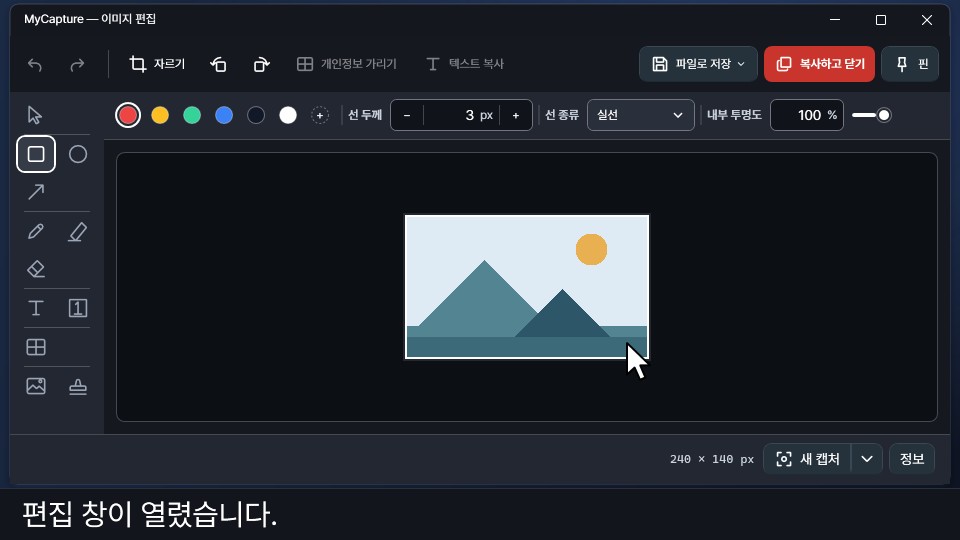 MyCapture — 이미지 편집
자르기
개인정보 가리기
텍스트 복사
파일로 저장
복사하고 닫기
핀
선 두께
− 3 px +
선 종류
실선
내부 투명도
100 %
T
1
240 × 140 px
새 캡처
정보
편집 창이 열렸습니다.